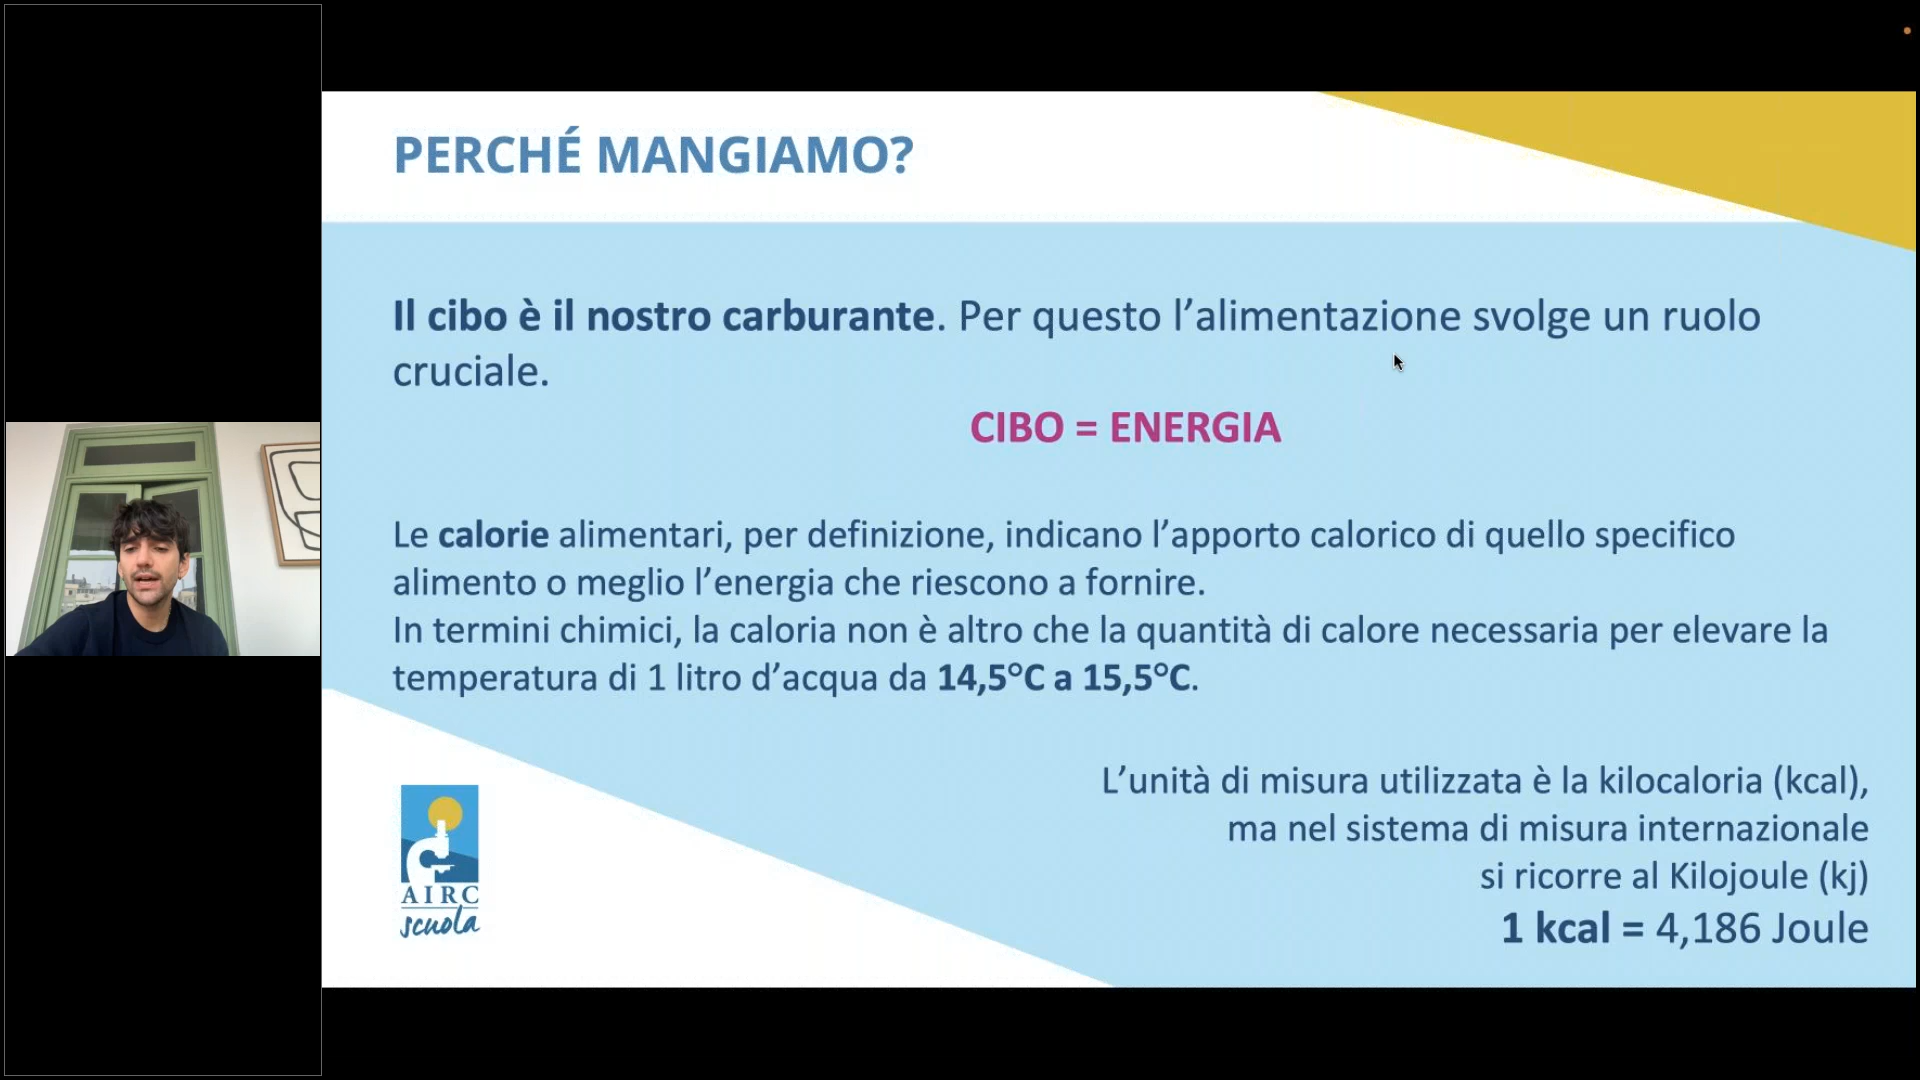 PERCHÉ MANGIAMO?
Il cibo è il nostro carburante. Per questo l’alimentazione svolge un ruolo
cruciale.
CIBO = ENERGIA
Le calorie alimentari, per definizione, indicano l’apporto calorico di quello specifico
alimento o meglio l’energia che riescono a fornire.
In termini chimici, la caloria non è altro che la quantità di calore necessaria per elevare la
temperatura di 1 litro d’acqua da 14,5°C a 15,5°C.
L’unità di misura utilizzata è la kilocaloria (kcal),
ma nel sistema di misura internazionale
si ricorre al Kilojoule (kj)
1 kcal = 4,186 Joule
AIRC
scuola